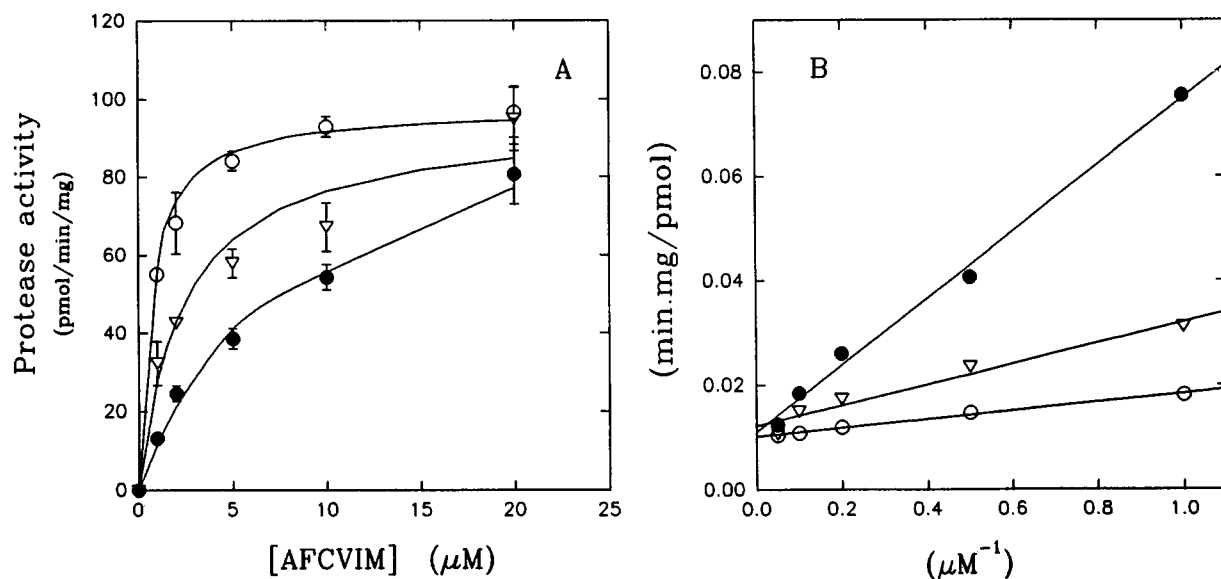 A
Protease activity
(pmol/min/mg)
120
100
80
60
40
20
0
0 5 10 15 20 25
[AFCVIM] (μM)
B
(min.mg/pmol)
0.08
0.06
0.04
0.02
0.00
0.0 0.2 0.4 0.6 0.8 1.0
(μM⁻¹)